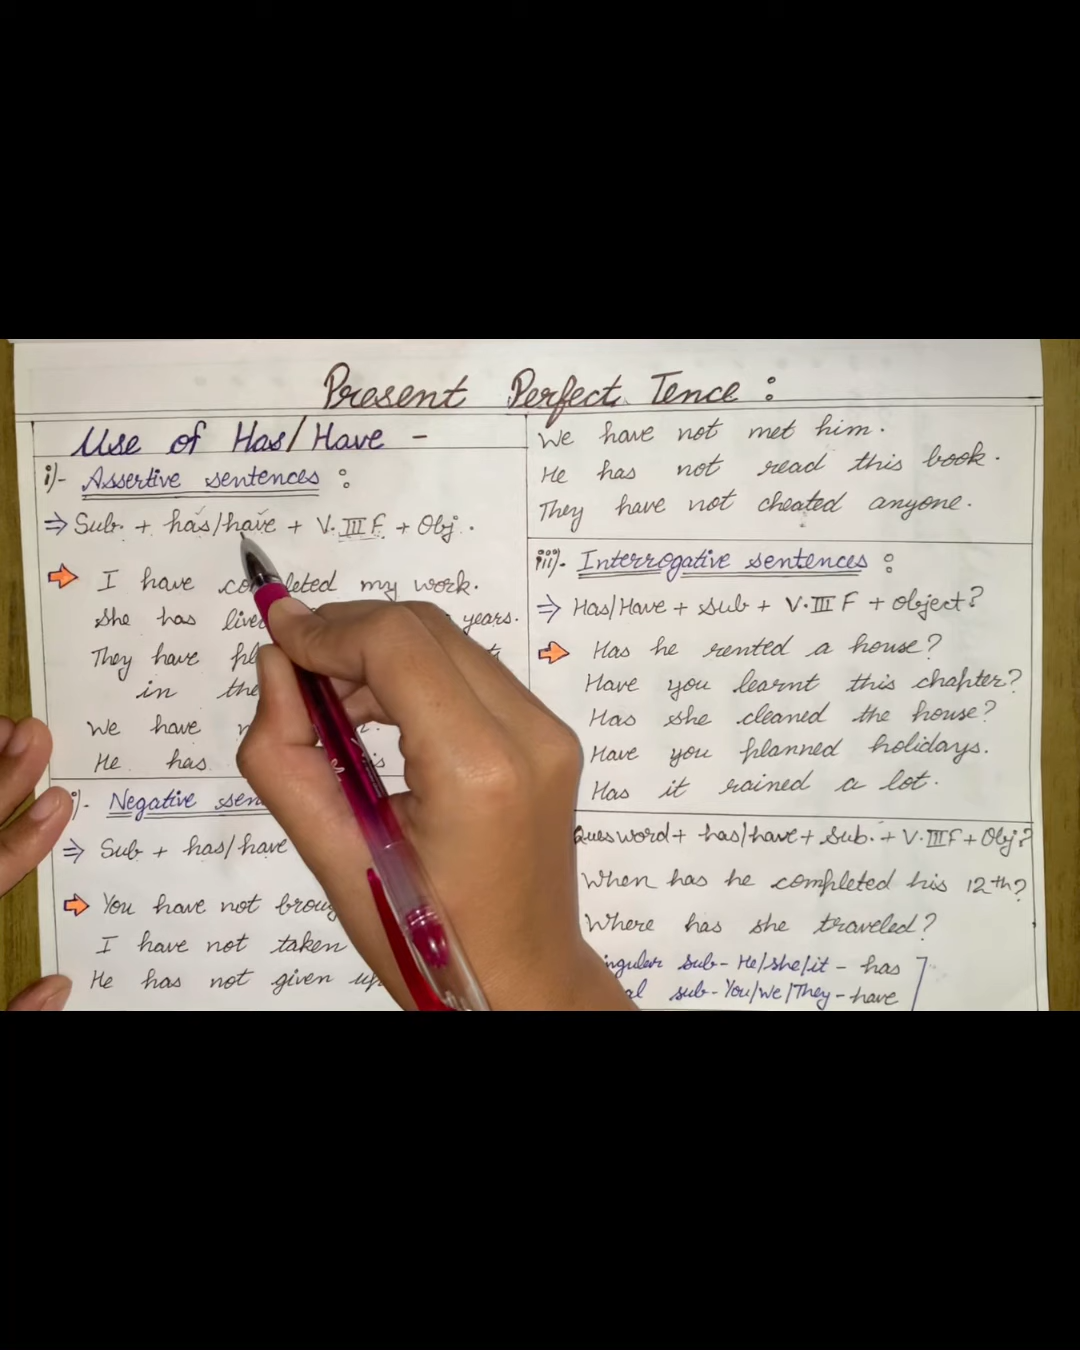 Present Perfect Tence :
Use of Has/Have -
i)- Assertive sentences :
⇒ Sub. + has/have + V.III F + Obj.
I have my work.
She has years.
They have
in the
We have
He has
Negative
⇒ Sub + has/have
You have not
I have not taken
He has not given up
We have not met him.
He has not read this book.
They have not cheated anyone.
iii)- Interrogative sentences :
⇒ Has/Have + sub + V.III F + object?
Has he rented a house?
Have you learnt this chapter?
Has she cleaned the house?
Have you planned holidays.
Has it rained a lot.
Ques word + has/have + sub. + V.III F + Obj?
When has he completed his 12th?
Where has she traveled?
sub - He/she/it - has
sub - You/We/They - have